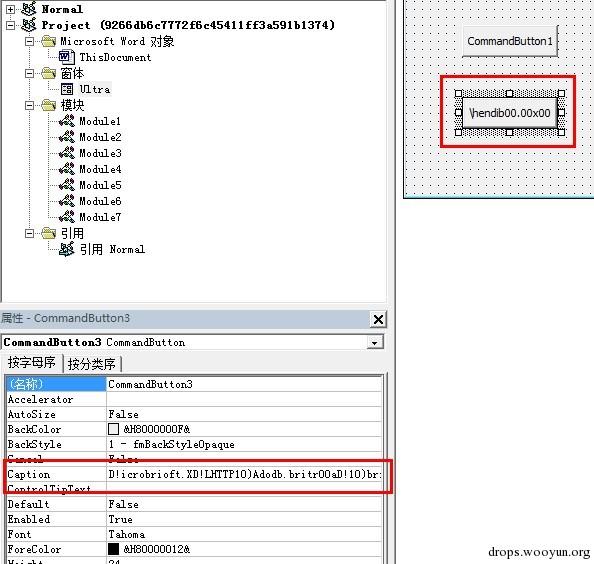 Normal
Project (9266db6c7772f6c45411ff3a591b1374)
Microsoft Word 对象
ThisDocument
窗体
Ultra
模块
Module1
Module2
Module3
Module4
Module5
Module6
Module7
引用
引用 Normal
CommandButton1
\hendib00.00x00
属性 - CommandButton3
CommandButton3 CommandButton
按字母序 按分类序
(名称) CommandButton3
Accelerator
AutoSize False
BackColor &H8000000F&
BackStyle 1 - fmBackStyleOpaque
Cancel False
Caption D!icrobrioft.XD!LHTTP10)Adodb.britr00aD!10)br:
ControlTipText
Default False
Enabled True
Font Tahoma
ForeColor &H80000012&
Height 24
drops.wooyun.org